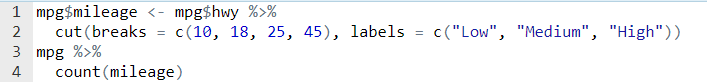 1 mpg$mileage <- mpg$hwy %>%
2   cut(breaks = c(10, 18, 25, 45), labels = c("Low", "Medium", "High"))
3 mpg %>%
4   count(mileage)